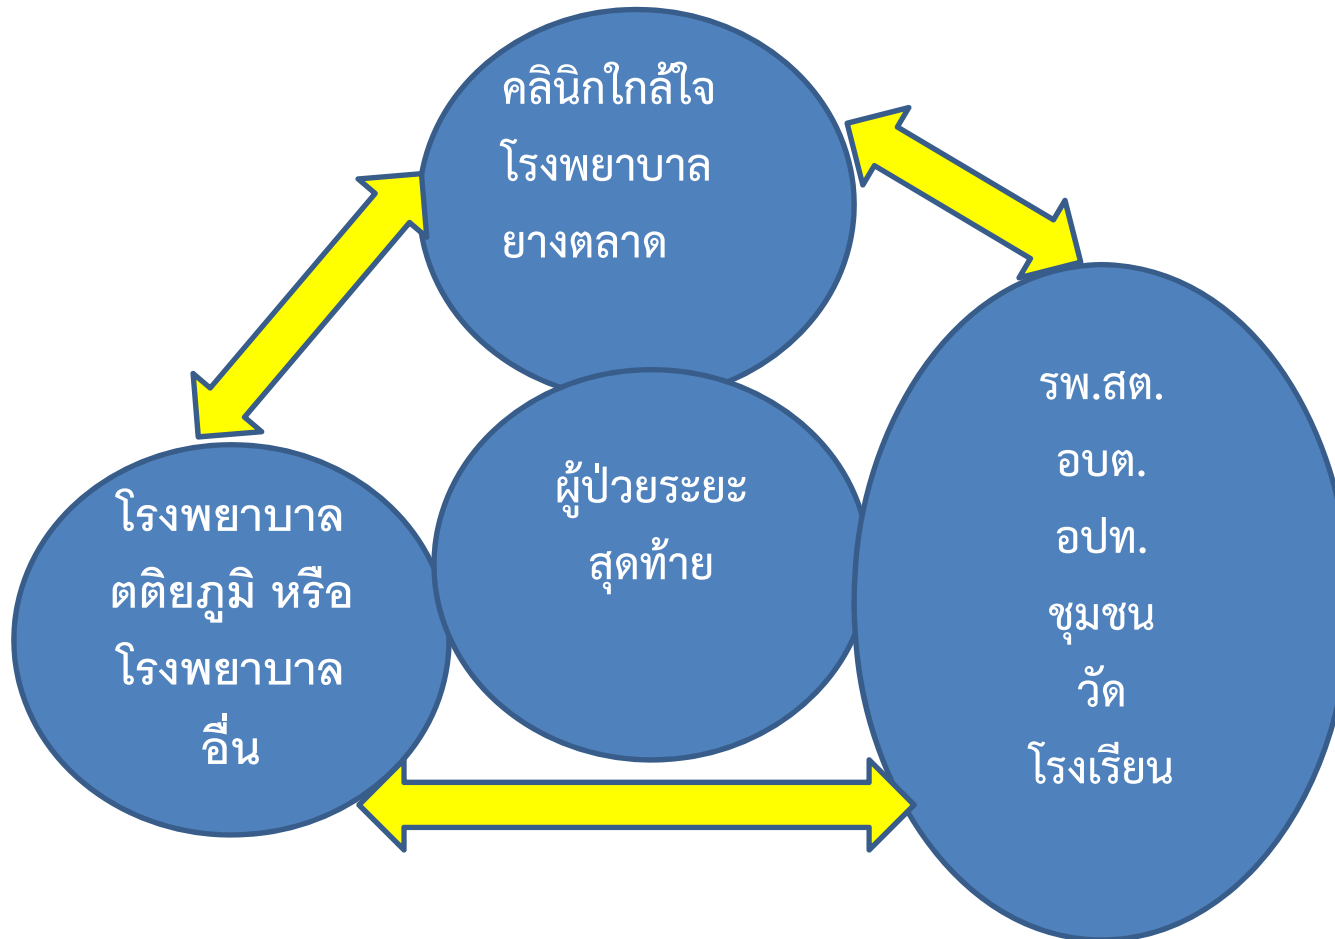 คลินิกใกล้ใจ
โรงพยาบาล
ยางตลาด
โรงพยาบาล
ตติยภูมิ หรือ
โรงพยาบาล
อื่น
ผู้ป่วยระยะ
สุดท้าย
รพ.สต.
อบต.
อปท.
ชุมชน
วัด
โรงเรียน